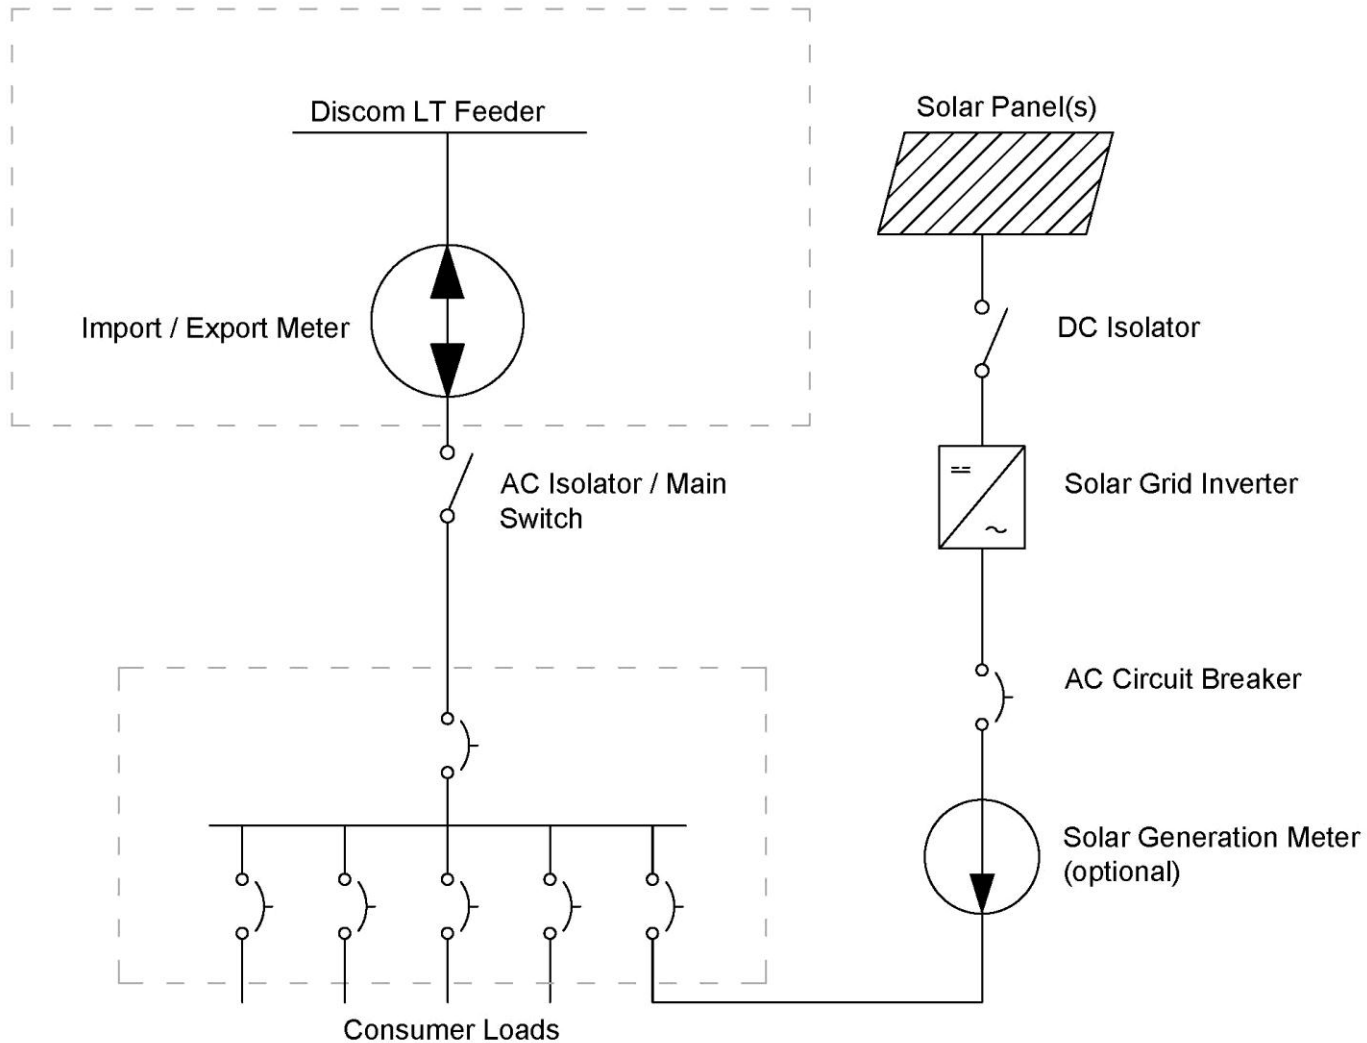 Discom LT Feeder
Solar Panel(s)
Import / Export Meter
DC Isolator
AC Isolator / Main
Switch
Solar Grid Inverter
AC Circuit Breaker
Solar Generation Meter
(optional)
Consumer Loads